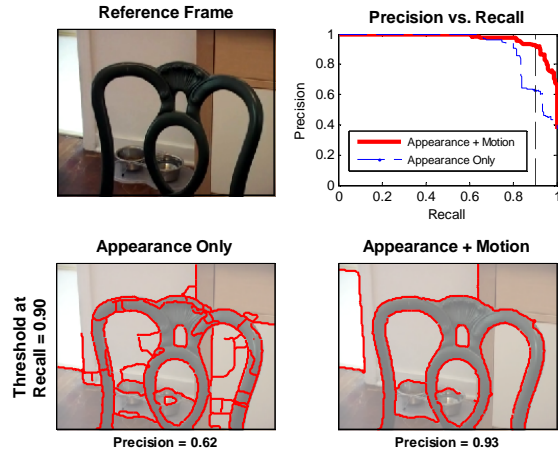 Reference Frame
Precision vs. Recall
1
0.8
0.6
0.4
0.2
0
Precision
Appearance + Motion
Appearance Only
0 0.2 0.4 0.6 0.8 1
Recall
Appearance Only
Appearance + Motion
Threshold at
Recall = 0.90
Precision = 0.62
Precision = 0.93